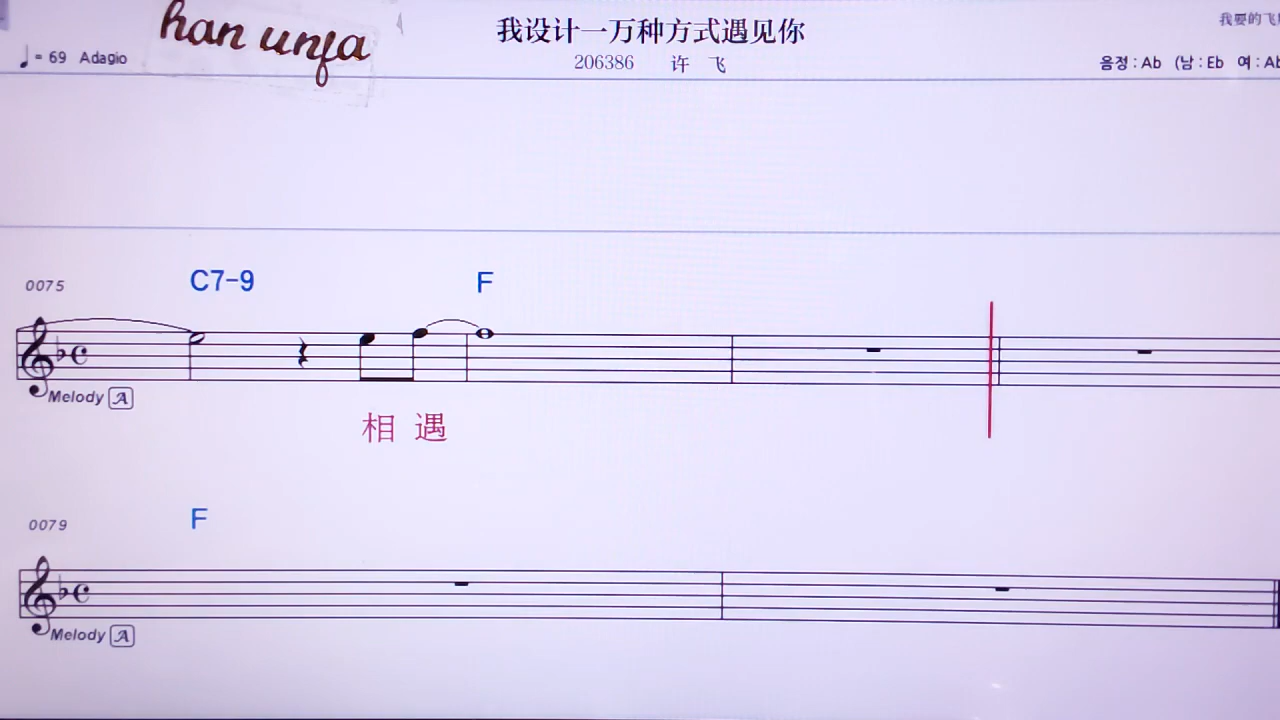 han unfa
我设计一万种方式遇见你
我要的飞
♩= 69 Adagio
206386 许 飞
음정 : Ab (남 : Eb 여 : Ab
0075
C7-9 F
Melody A
相 遇
0079
F
Melody A